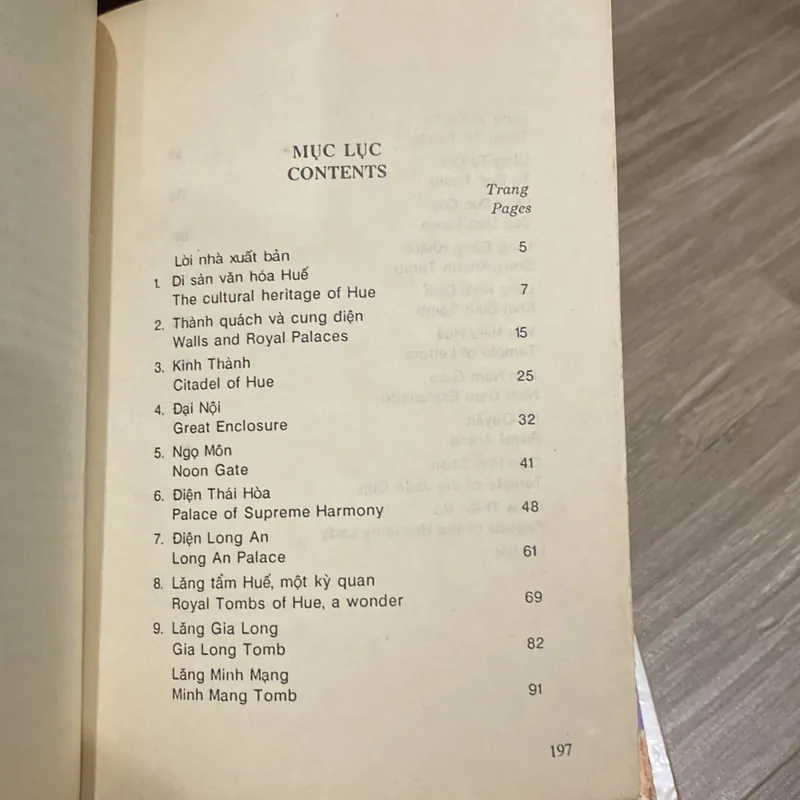 MỤC LỤC
CONTENTS
Trang
Pages
Lời nhà xuất bản 5
1. Di sản văn hóa Huế
The cultural heritage of Hue 7
2. Thành quách và cung điện
Walls and Royal Palaces 15
3. Kinh Thành
Citadel of Hue 25
4. Đại Nội
Great Enclosure 32
5. Ngọ Môn
Noon Gate 41
6. Điện Thái Hòa
Palace of Supreme Harmony 48
7. Điện Long An
Long An Palace 61
8. Lăng tẩm Huế, một kỳ quan
Royal Tombs of Hue, a wonder 69
9. Lăng Gia Long
Gia Long Tomb 82
Lăng Minh Mạng
Minh Mang Tomb 91
197